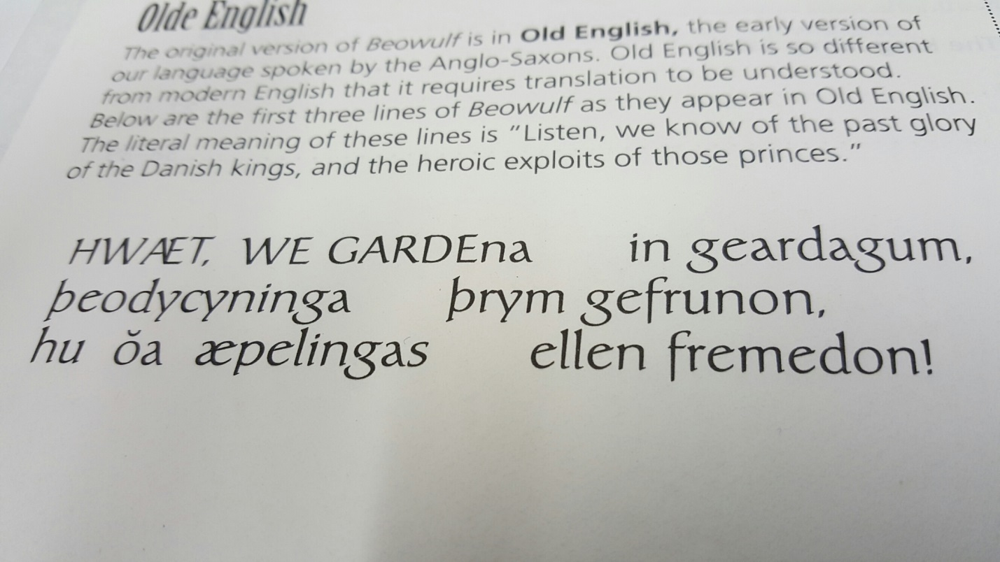 Olde English
The original version of Beowulf is in Old English, the early version of
our language spoken by the Anglo-Saxons. Old English is so different
from modern English that it requires translation to be understood.
Below are the first three lines of Beowulf as they appear in Old English.
The literal meaning of these lines is "Listen, we know of the past glory
of the Danish kings, and the heroic exploits of those princes."
HWÆT, WE GARDEna in geardagum,
þeodycyninga þrym gefrunon,
hu ŏa æpelingas ellen fremedon!